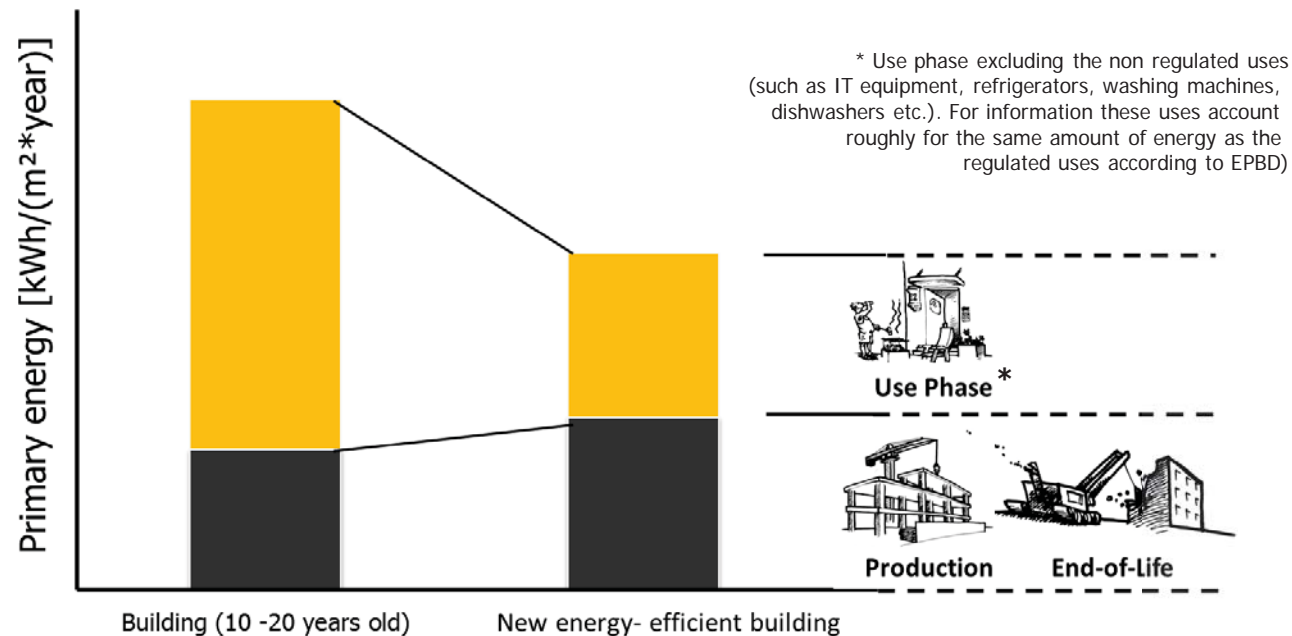 Primary energy [kWh/(m²*year)]
* Use phase excluding the non regulated uses
(such as IT equipment, refrigerators, washing machines,
dishwashers etc.). For information these uses account
roughly for the same amount of energy as the
regulated uses according to EPBD)
Use Phase *
Production
End-of-Life
Building (10 -20 years old)
New energy- efficient building